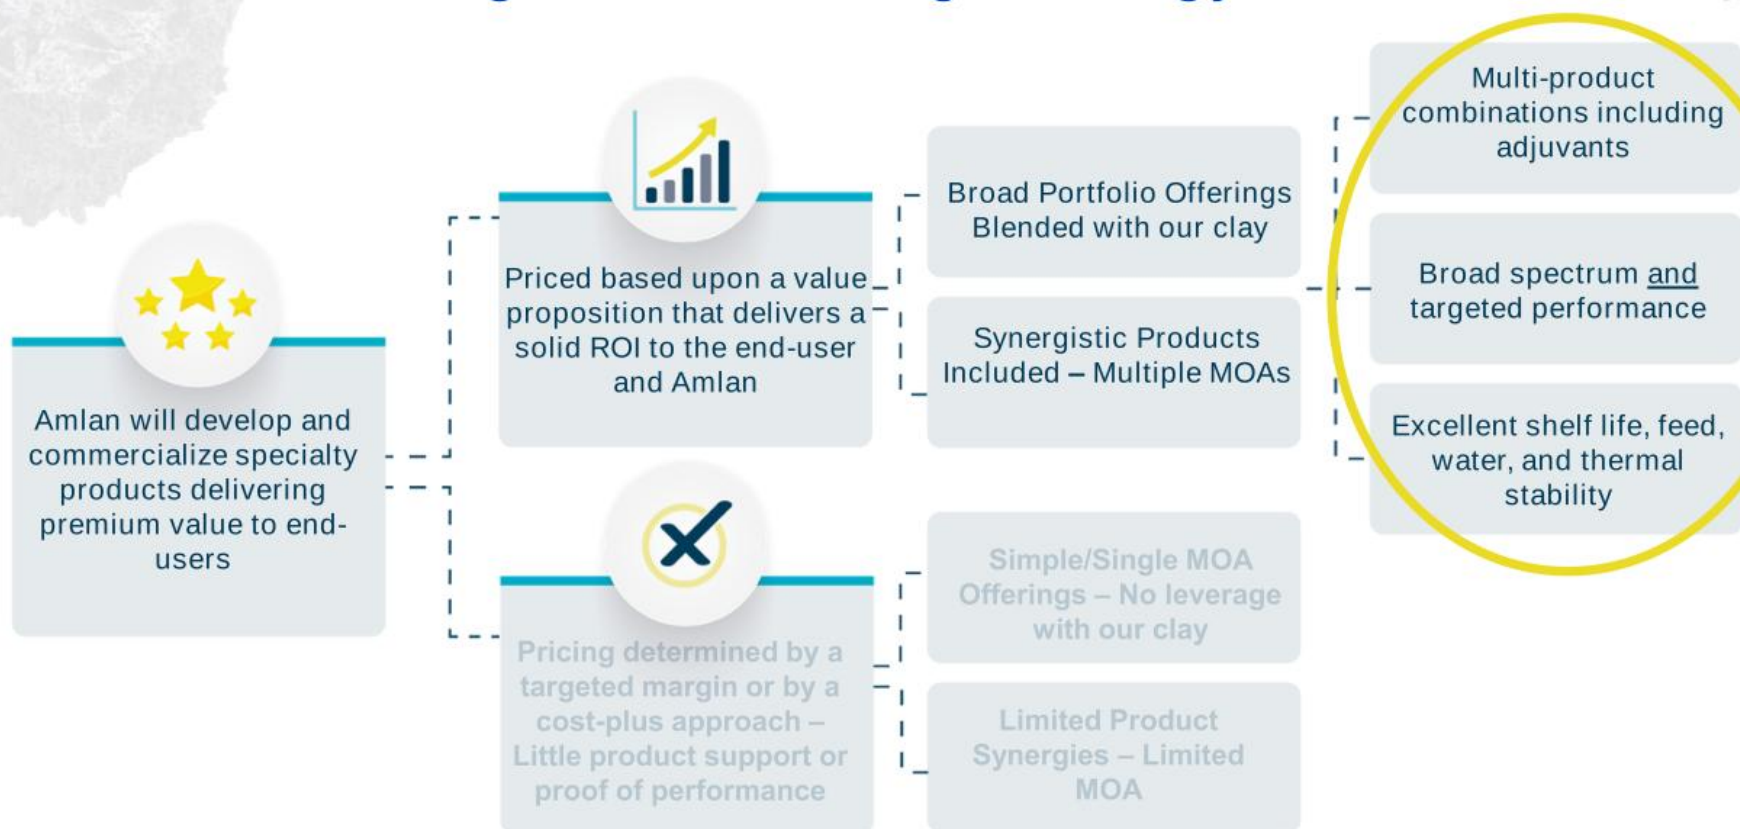 Amlan will develop and
commercialize specialty
products delivering
premium value to end-
users
Priced based upon a value
proposition that delivers a
solid ROI to the end-user
and Amlan
Broad Portfolio Offerings
Blended with our clay
Synergistic Products
Included – Multiple MOAs
Multi-product
combinations including
adjuvants
Broad spectrum and
targeted performance
Excellent shelf life, feed,
water, and thermal
stability
Pricing determined by a
targeted margin or by a
cost-plus approach –
Little product support or
proof of performance
Simple/Single MOA
Offerings – No leverage
with our clay
Limited Product
Synergies – Limited
MOA